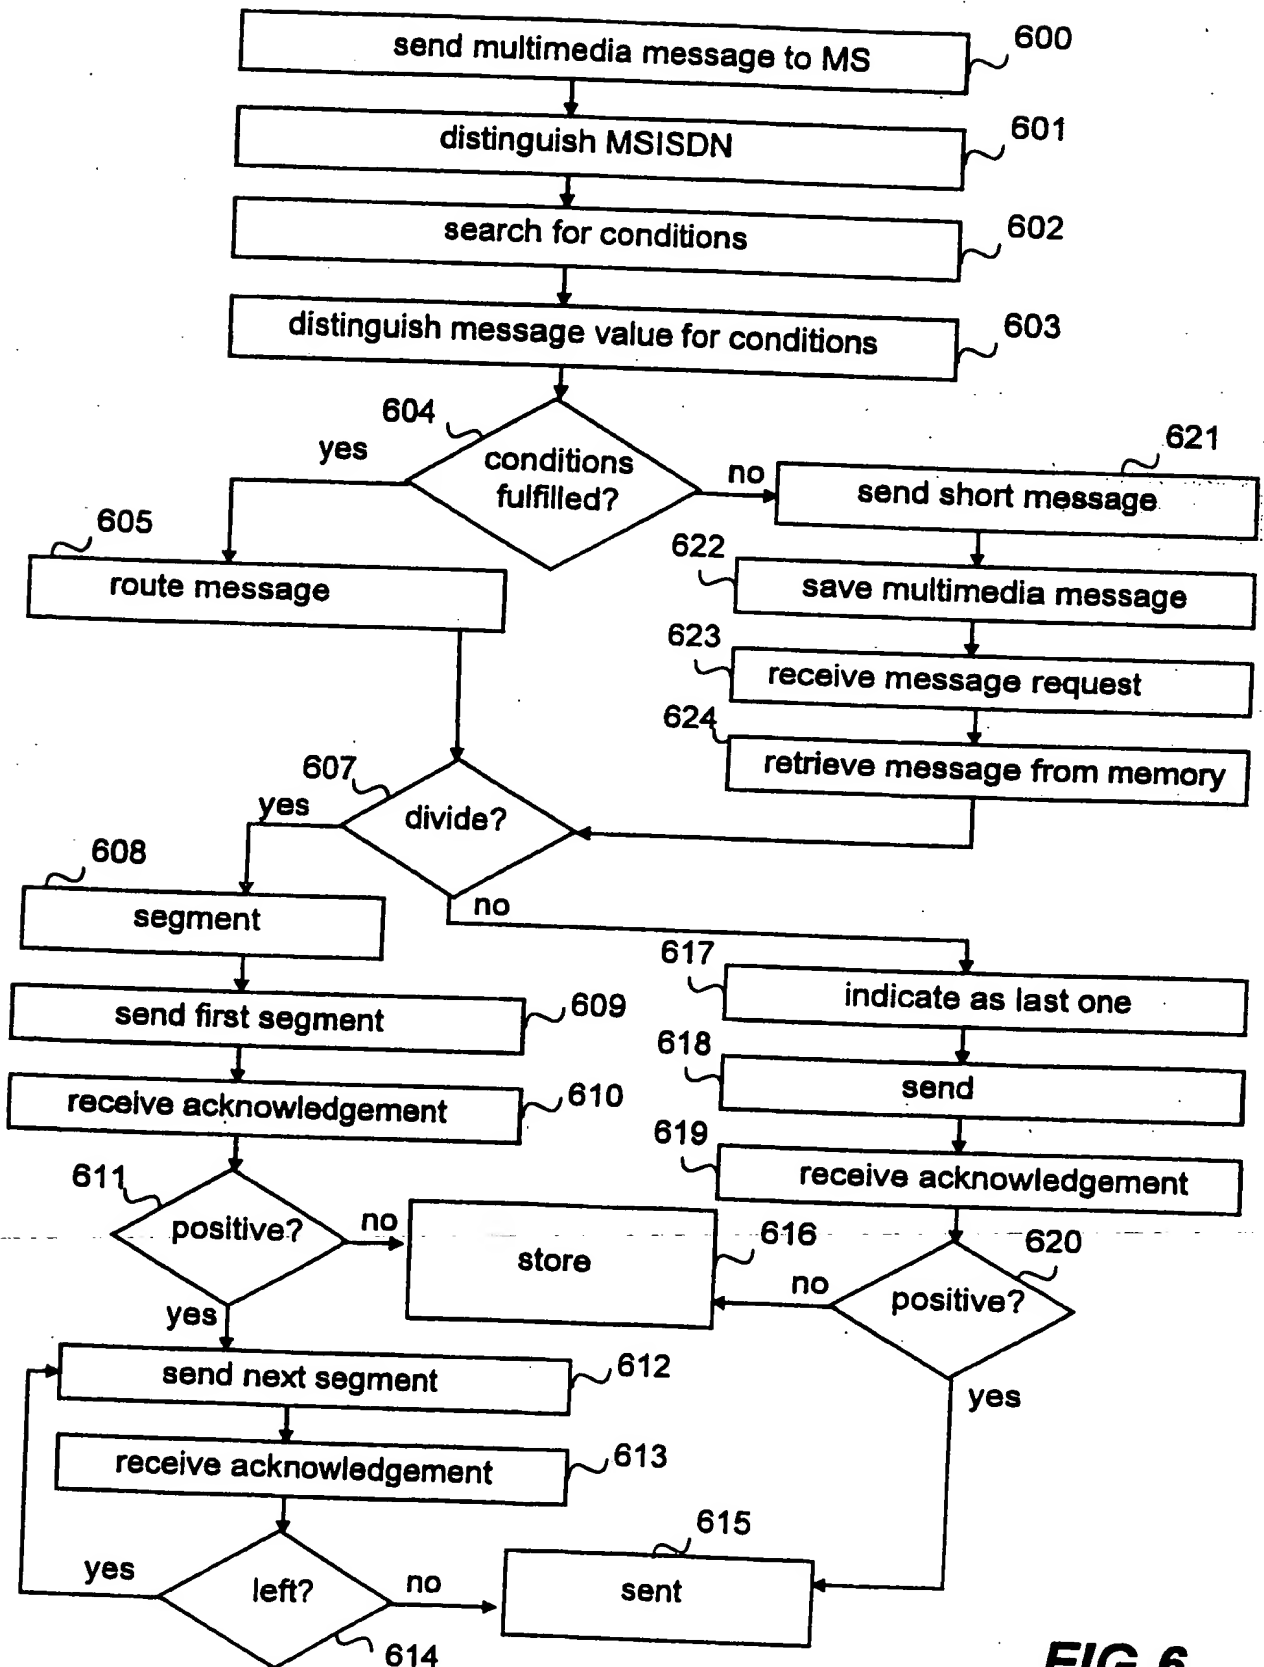 send multimedia message to MS
600
distinguish MSISDN
601
search for conditions
602
distinguish message value for conditions
603
604
yes
conditions
fulfilled?
no
621
send short message
605
route message
622
save multimedia message
623
receive message request
624
retrieve message from memory
607
yes
divide?
no
608
segment
617
indicate as last one
send first segment
609
618
send
receive acknowledgement
610
619
receive acknowledgement
611
positive?
no
store
616
620
no
positive?
yes
yes
send next segment
612
receive acknowledgement
613
615
yes
left?
no
sent
614
FIG 6